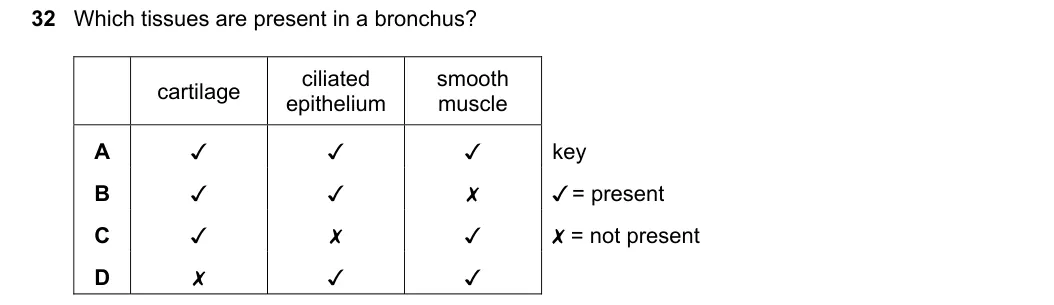 32 Which tissues are present in a bronchus?
cartilage ciliated epithelium smooth muscle
A ✓ ✓ ✓ key
B ✓ ✓ ✗ ✓ = present
C ✓ ✗ ✓ ✗ = not present
D ✗ ✓ ✓